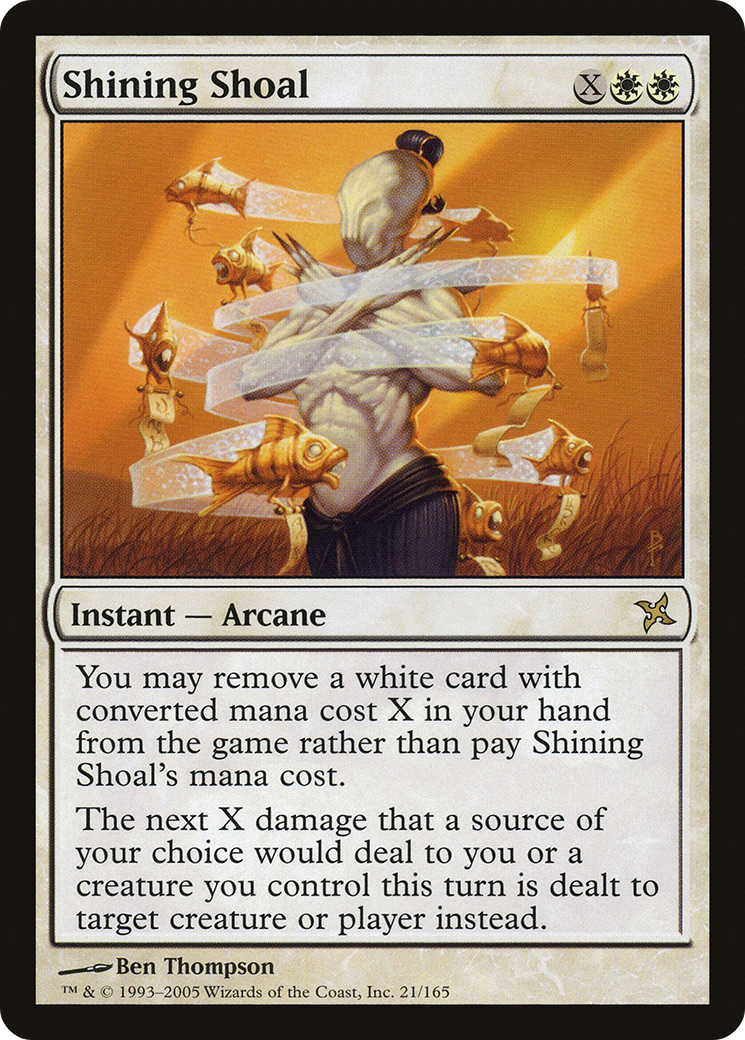 Shining Shoal X
Instant — Arcane
You may remove a white card with
converted mana cost X in your hand
from the game rather than pay Shining
Shoal's mana cost.
The next X damage that a source of
your choice would deal to you or a
creature you control this turn is dealt to
target creature or player instead.
Ben Thompson
™ & © 1993–2005 Wizards of the Coast, Inc. 21/165